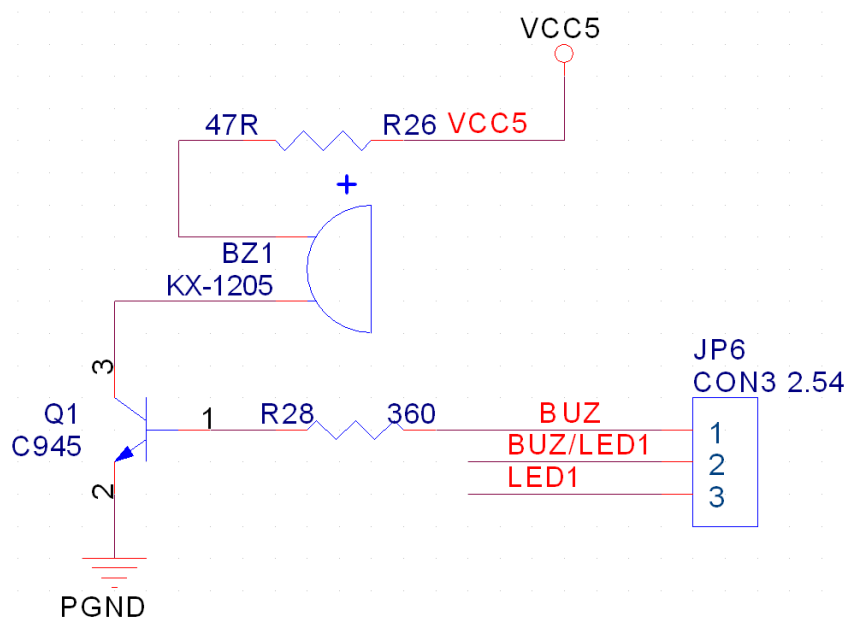 VCC5
47R
R26
VCC5
+
BZ1
KX-1205
JP6
CON3 2.54
3
Q1
C945
1
R28
360
BUZ
1
BUZ/LED1
2
LED1
3
2
PGND